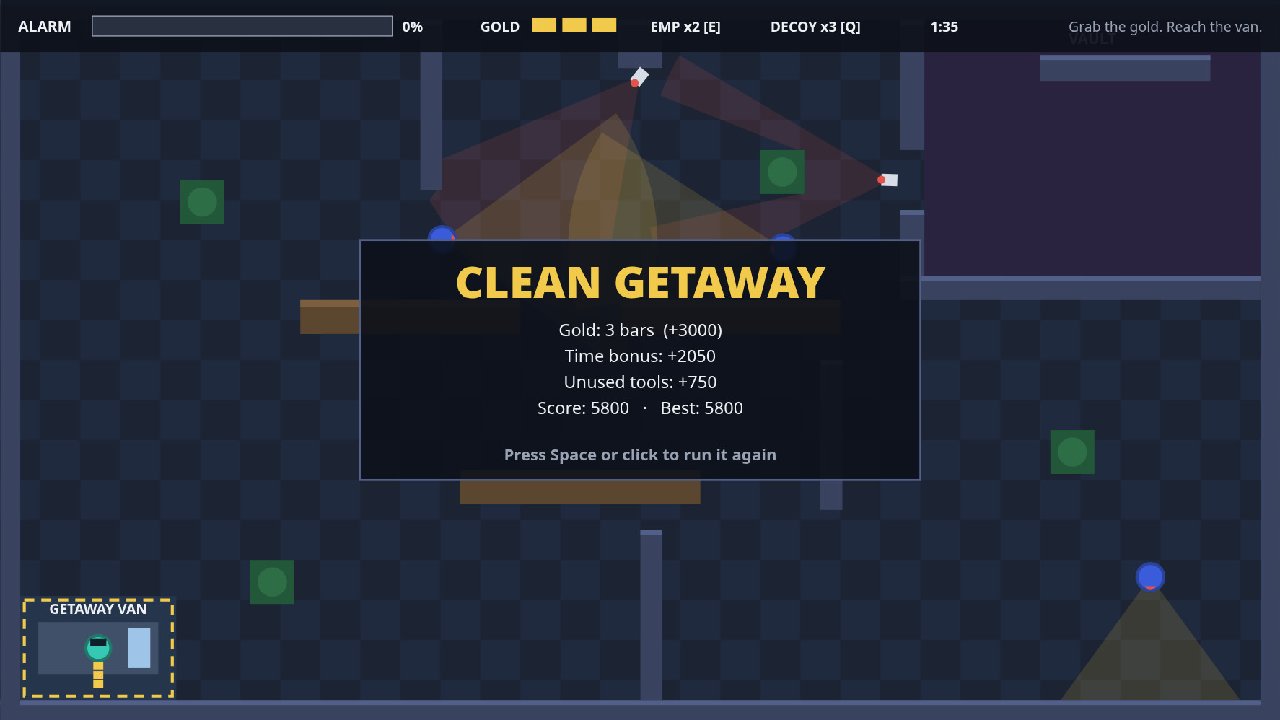 ALARM 0% GOLD EMP x2 [E] DECOY x3 [Q] 1:35 Grab the gold. Reach the van.
VAULT
CLEAN GETAWAY
Gold: 3 bars (+3000)
Time bonus: +2050
Unused tools: +750
Score: 5800 · Best: 5800
Press Space or click to run it again
GETAWAY VAN